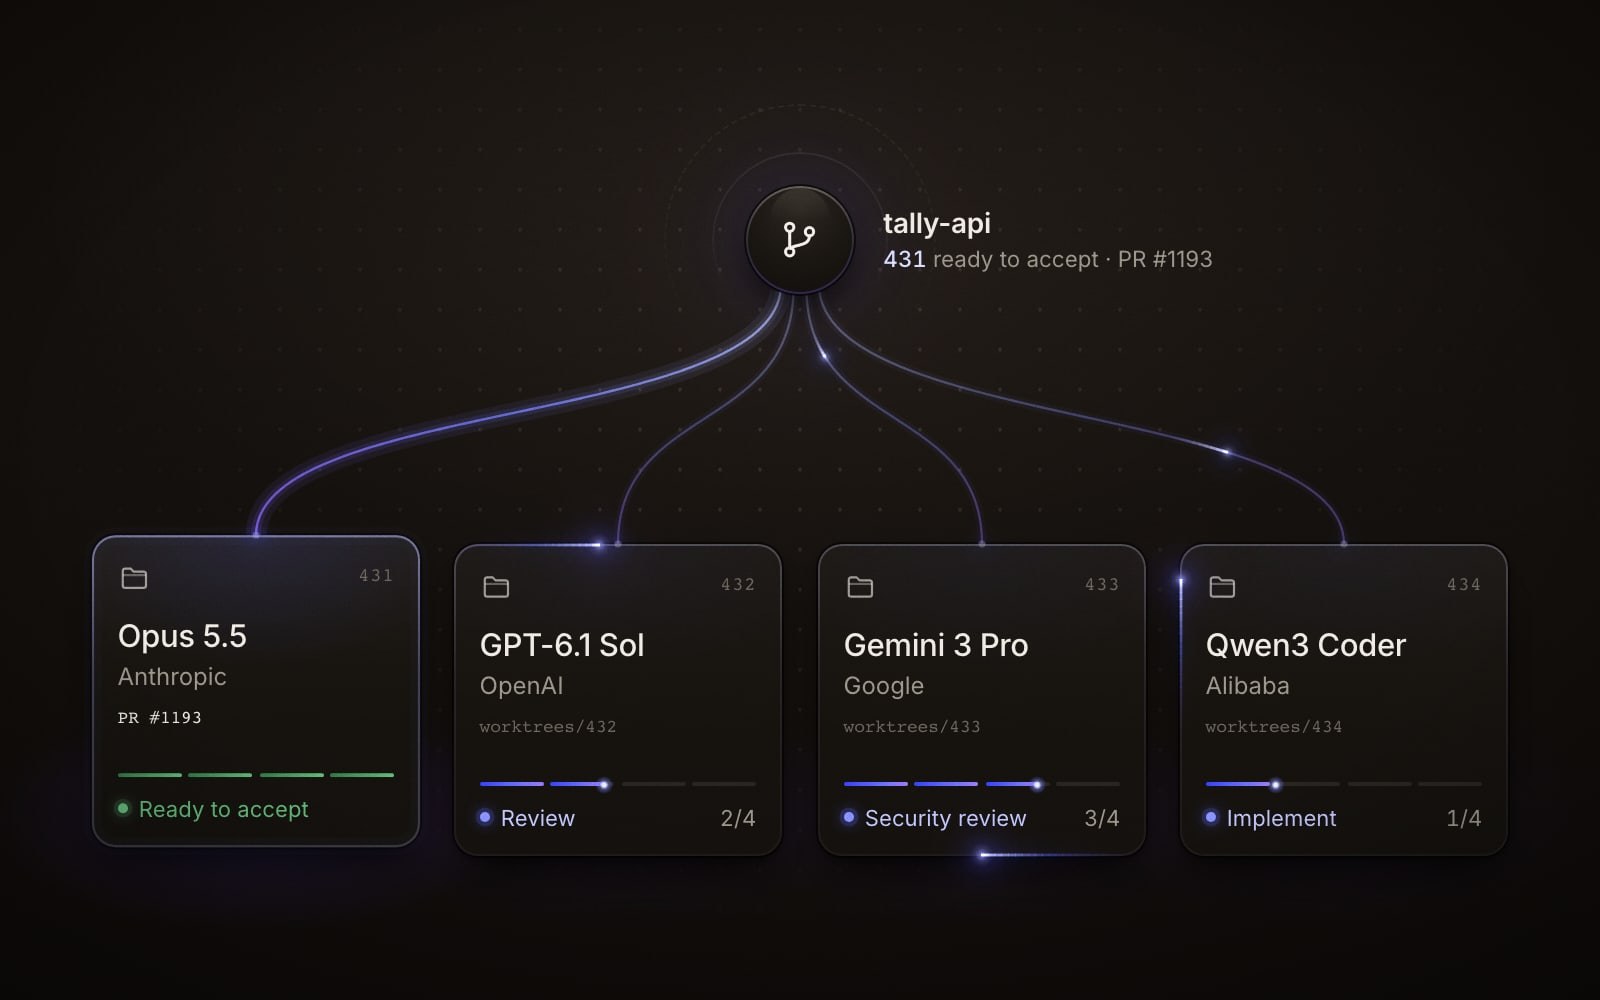 tally-api
431 ready to accept · PR #1193
431
Opus 5.5
Anthropic
PR #1193
Ready to accept
432
GPT-6.1 Sol
OpenAI
worktrees/432
Review 2/4
433
Gemini 3 Pro
Google
worktrees/433
Security review 3/4
434
Qwen3 Coder
Alibaba
worktrees/434
Implement 1/4